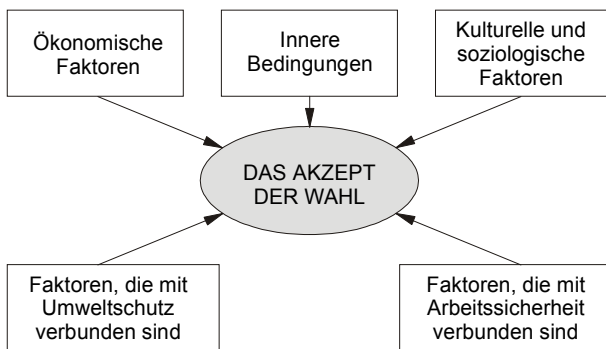 Ökonomische
Faktoren
Innere
Bedingungen
Kulturelle und
soziologische
Faktoren
DAS AKZEPT
DER WAHL
Faktoren, die mit
Umweltschutz
verbunden sind
Faktoren, die mit
Arbeitssicherheit
verbunden sind